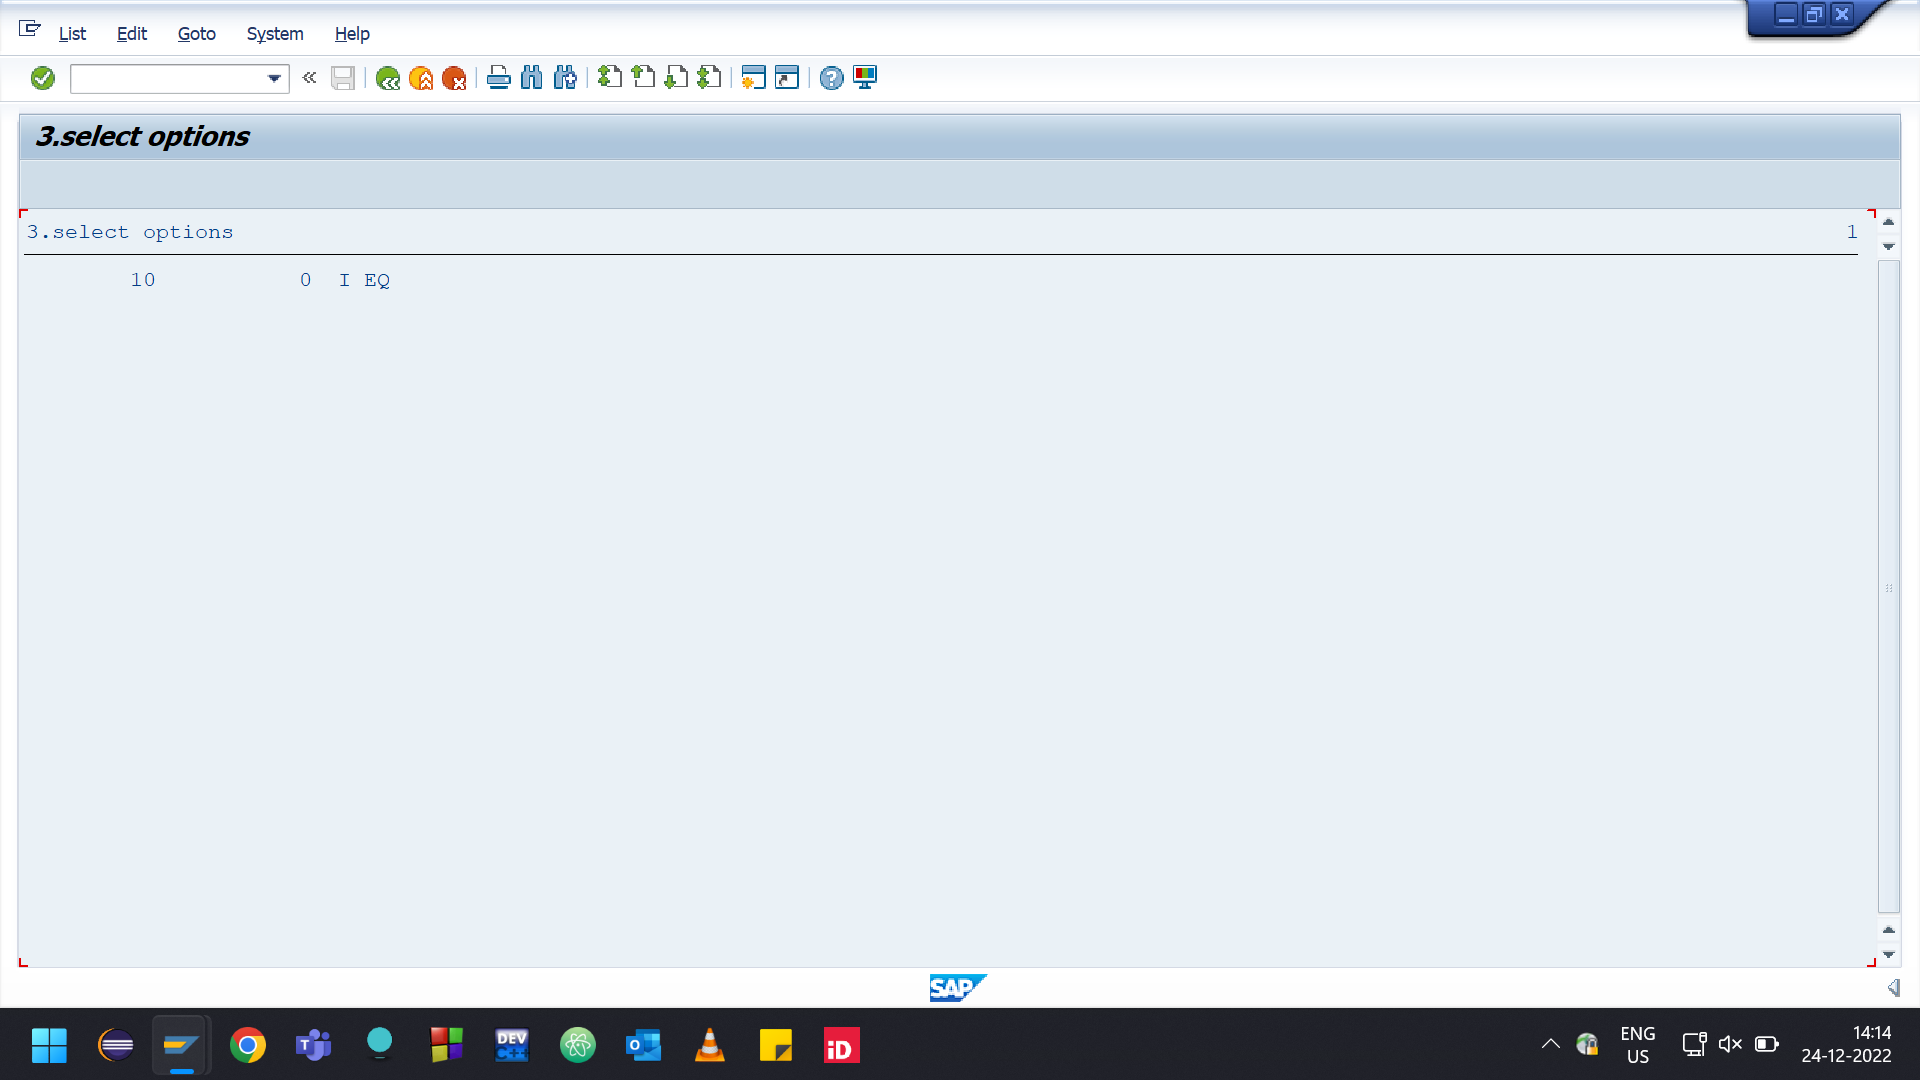 List Edit Goto System Help
3.select options
3.select options 1
10 0 I EQ
SAP
T
DEV
C++
O
iD
ENG
US
14:14
24-12-2022